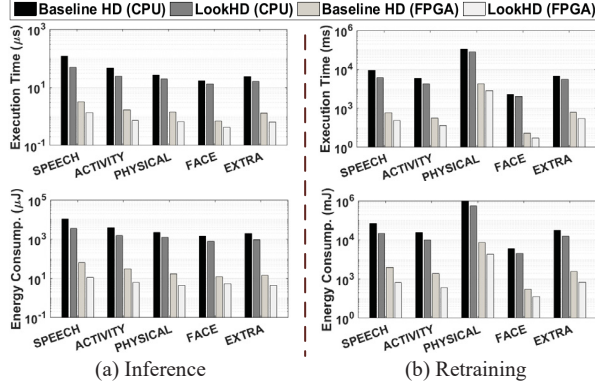 Baseline HD (CPU) LookHD (CPU) Baseline HD (FPGA) LookHD (FPGA)
Execution Time (μs)
10^3
10^1
10^-1
SPEECH ACTIVITY PHYSICAL FACE EXTRA
Execution Time (ms)
10^6
10^3
10^0
SPEECH ACTIVITY PHYSICAL FACE EXTRA
Energy Consump. (μJ)
10^5
10^3
10^1
10^-1
SPEECH ACTIVITY PHYSICAL FACE EXTRA
Energy Consump. (mJ)
10^6
10^4
10^2
10^0
SPEECH ACTIVITY PHYSICAL FACE EXTRA
(a) Inference
(b) Retraining